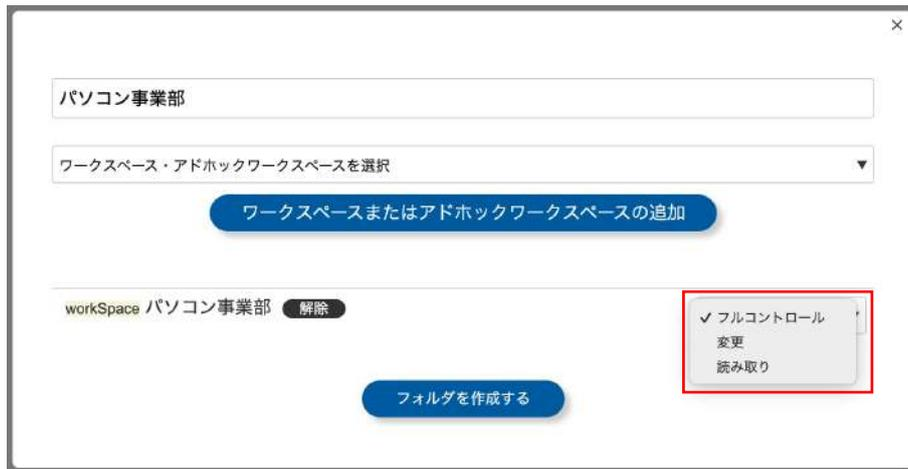 ×
パソコン事業部
ワークスペース・アドホックワークスペースを選択 ▼
ワークスペースまたはアドホックワークスペースの追加
workSpace パソコン事業部 解除
✓ フルコントロール
変更
読み取り
フォルダを作成する